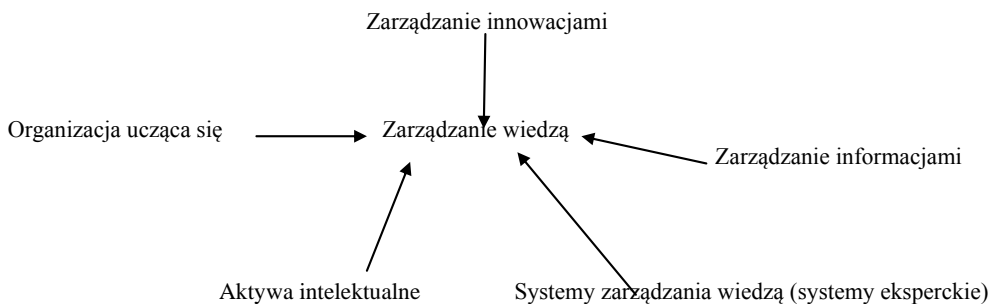 Zarządzanie innowacjami
Organizacja ucząca się
Zarządzanie wiedzą
Zarządzanie informacjami
Aktywa intelektualne
Systemy zarządzania wiedzą (systemy eksperckie)